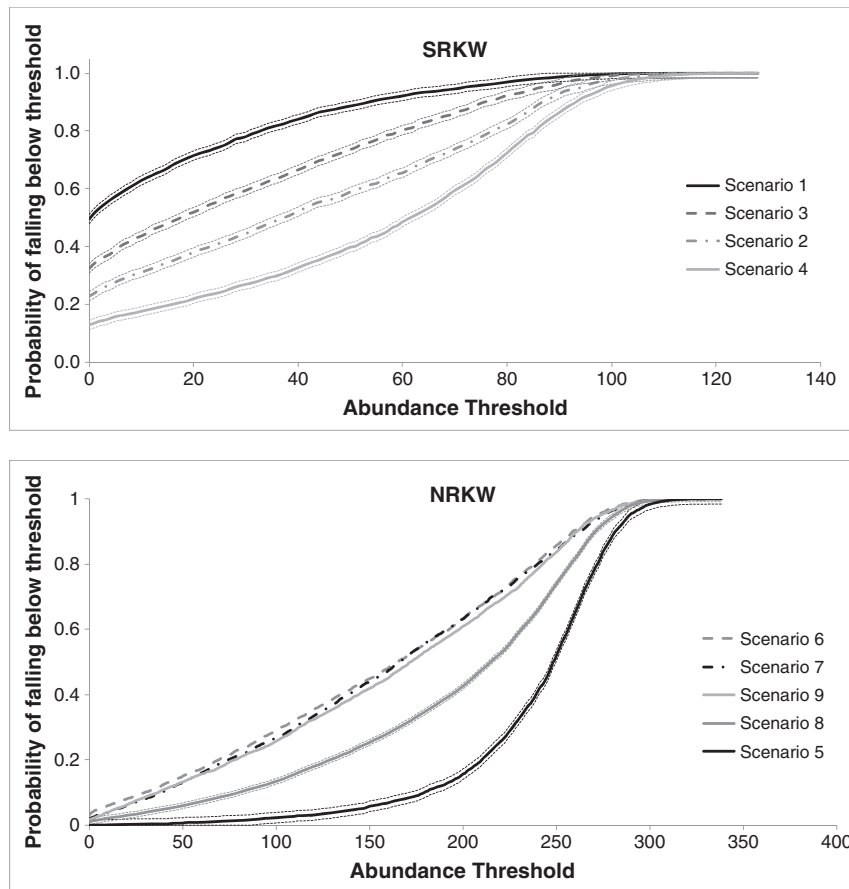 SRKW
Probability of falling below threshold
1.0
0.8
0.6
0.4
0.2
0.0
0 20 40 60 80 100 120 140
Abundance Threshold
Scenario 1
Scenario 3
Scenario 2
Scenario 4
NRKW
Probability of falling below threshold
1
0.8
0.6
0.4
0.2
0
0 50 100 150 200 250 300 350 400
Abundance Threshold
Scenario 6
Scenario 7
Scenario 9
Scenario 8
Scenario 5